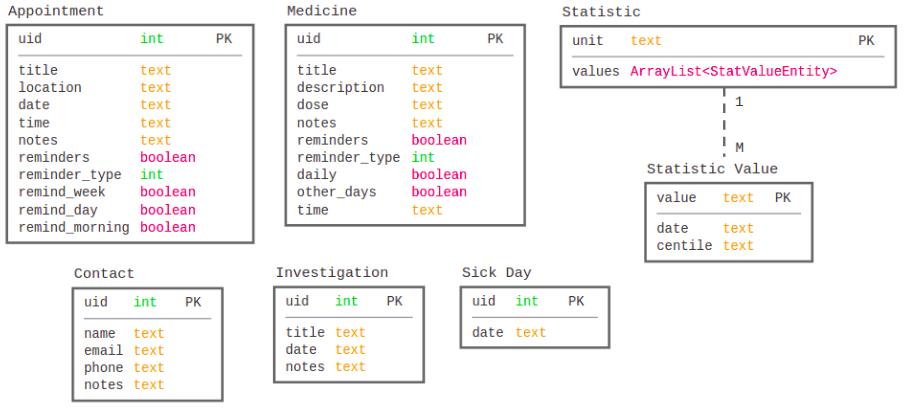 Appointment
uid int PK
title text
location text
date text
time text
notes text
reminders boolean
reminder_type int
remind_week boolean
remind_day boolean
remind_morning boolean
Medicine
uid int PK
title text
description text
dose text
notes text
reminders boolean
reminder_type int
daily boolean
other_days boolean
time text
Statistic
unit text PK
values ArrayList<StatValueEntity>
1
M
Statistic Value
value text PK
date text
centile text
Contact
uid int PK
name text
email text
phone text
notes text
Investigation
uid int PK
title text
date text
notes text
Sick Day
uid int PK
date text